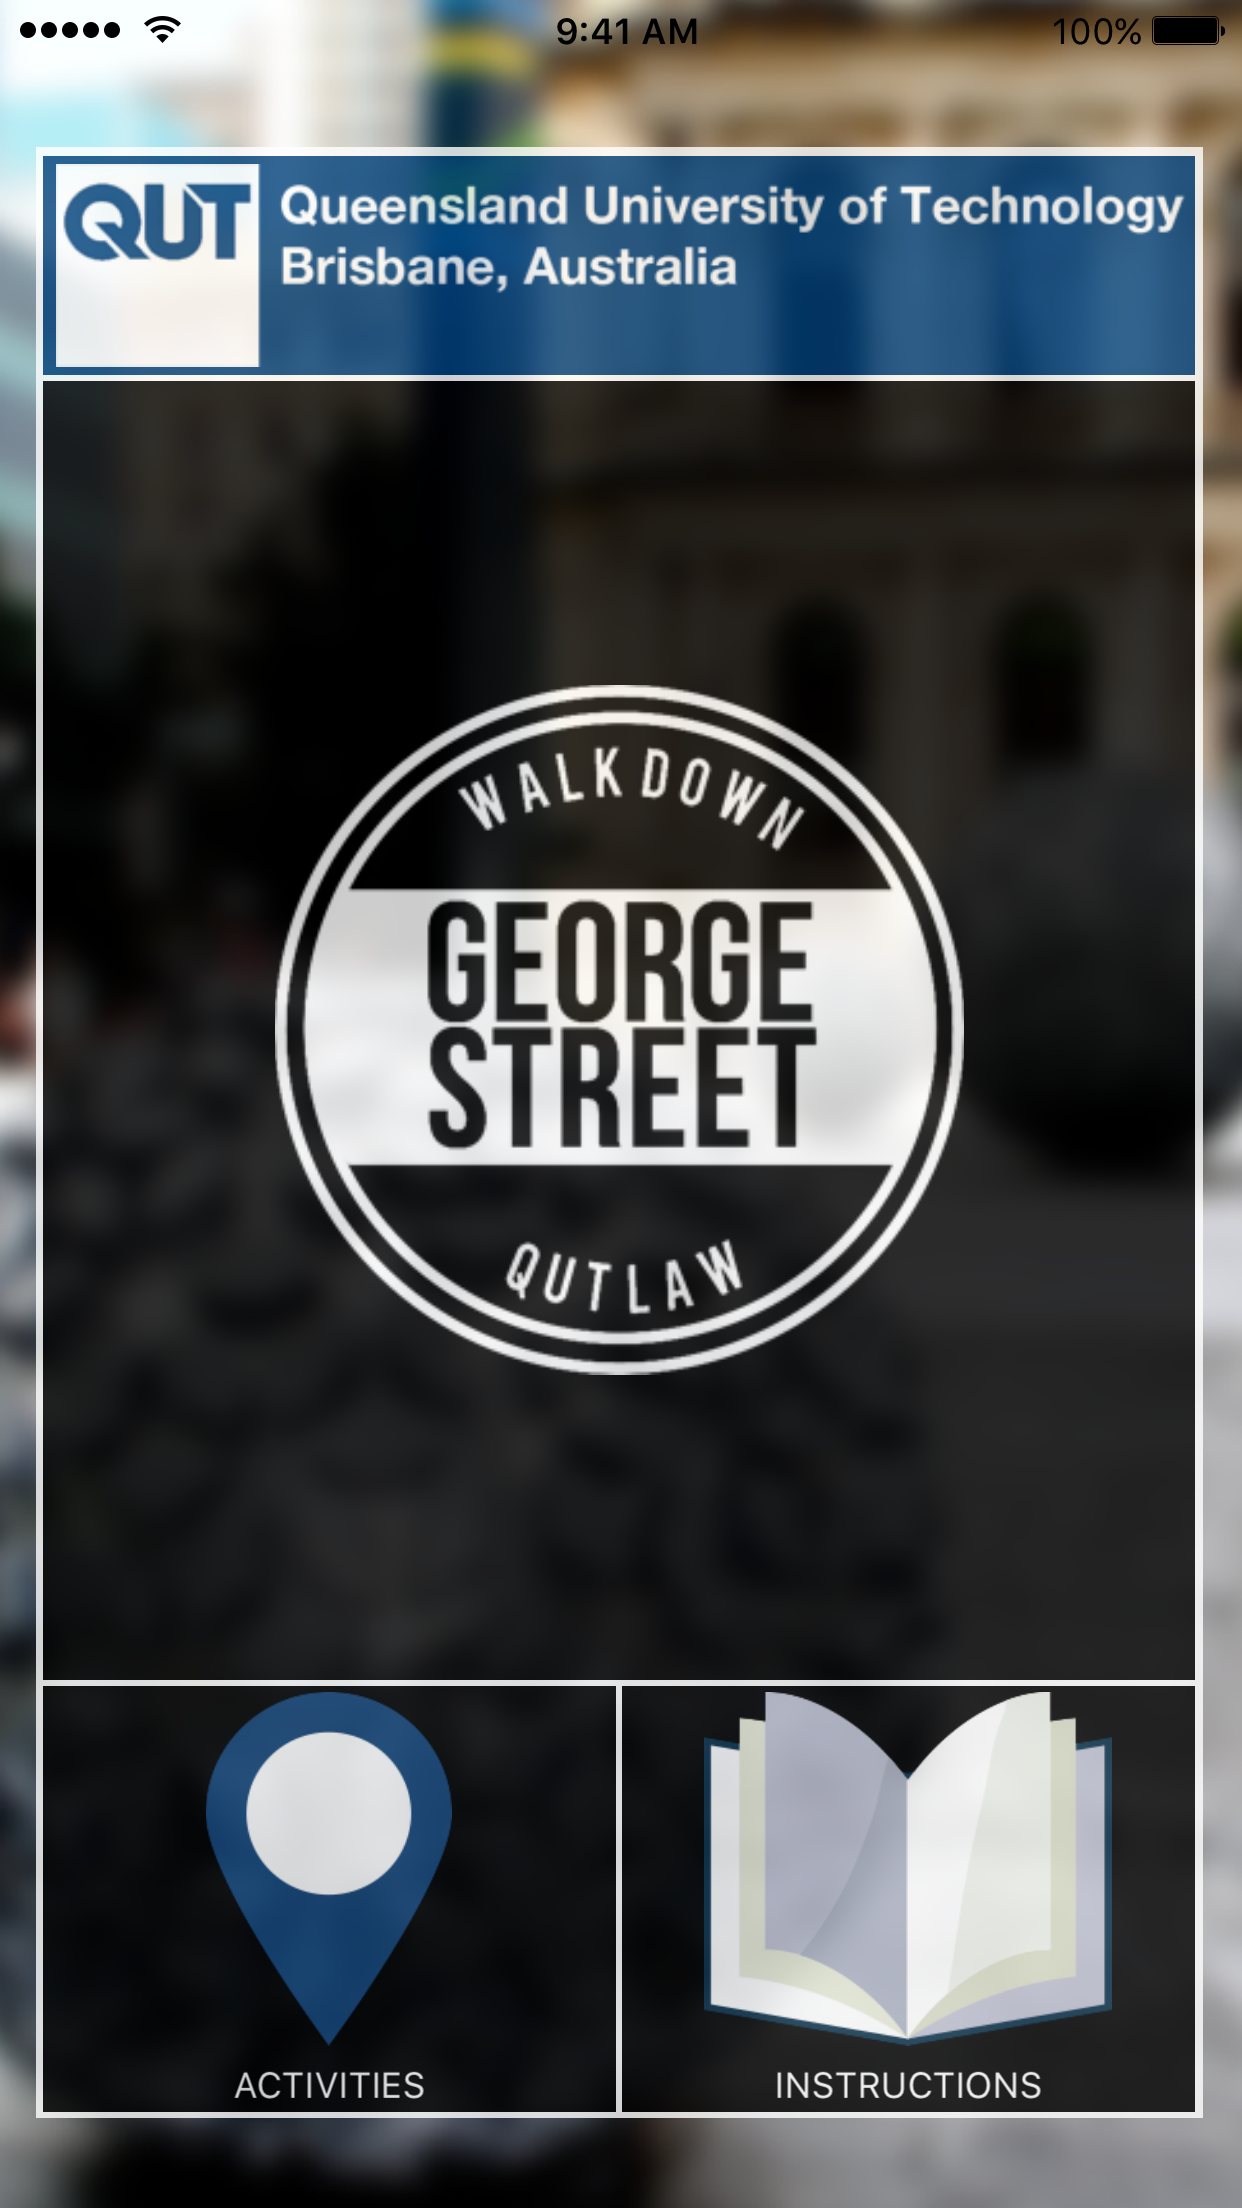 9:41 AM
100%
QUT
Queensland University of Technology
Brisbane, Australia
WALK DOWN
GEORGE
STREET
QUT LAW
ACTIVITIES
INSTRUCTIONS